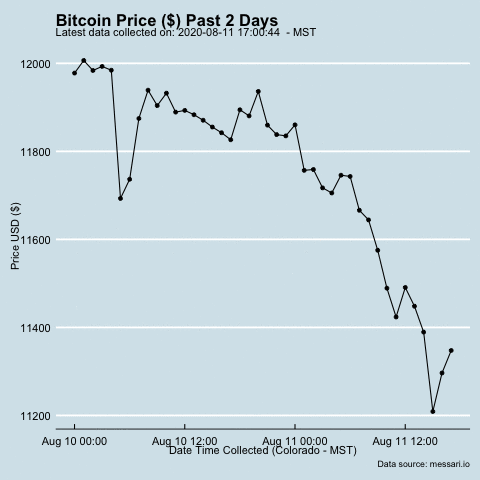 Bitcoin Price ($) Past 2 Days
Latest data collected on: 2020-08-11 17:00:44  - MST
12000
11800
11600
11400
11200
Price USD ($)
Aug 10 00:00 Aug 10 12:00 Aug 11 00:00 Aug 11 12:00
Date Time Collected (Colorado - MST)
Data source: messari.io